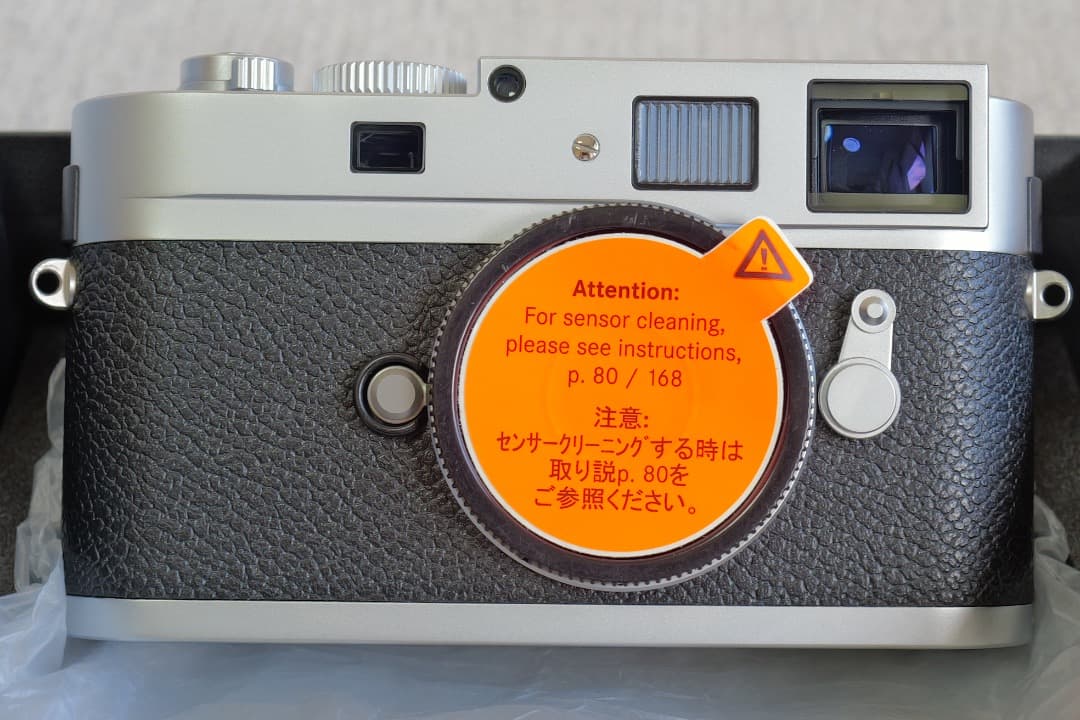 Attention:
For sensor cleaning,
please see instructions,
p. 80 / 168
注意:
センサークリーニングする時は
取り説p. 80を
ご参照ください。